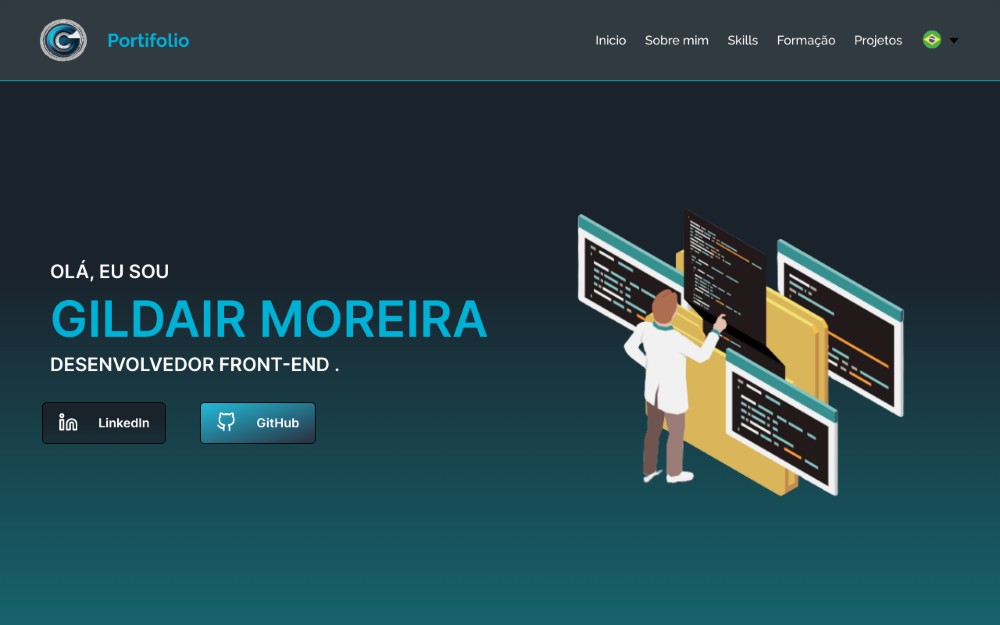 Portifolio
Inicio Sobre mim Skills Formação Projetos
OLÁ, EU SOU
GILDAIR MOREIRA
DESENVOLVEDOR FRONT-END .
LinkedIn GitHub